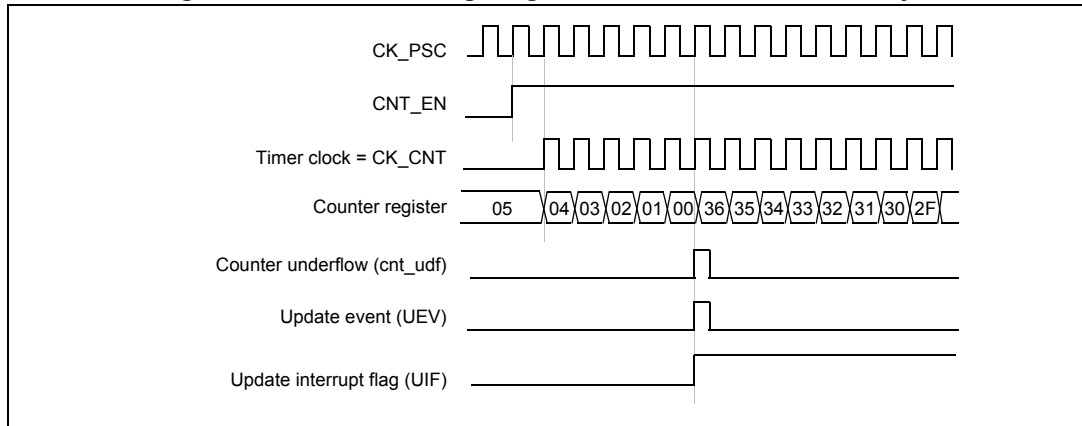 CK_PSC
CNT_EN
Timer clock = CK_CNT
Counter register 05 04 03 02 01 00 36 35 34 33 32 31 30 2F
Counter underflow (cnt_udf)
Update event (UEV)
Update interrupt flag (UIF)